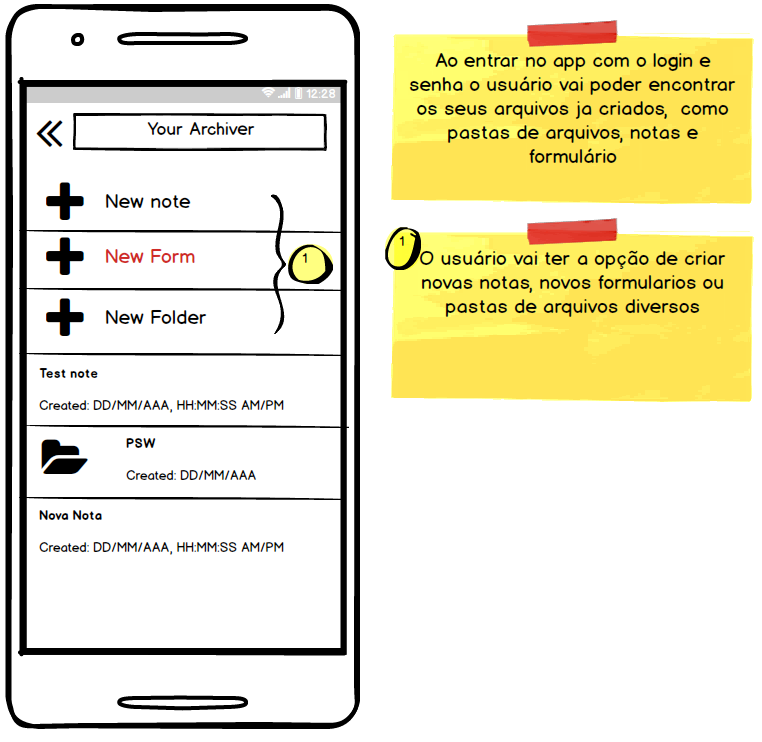 12:28
Your Archiver
New note
New Form
1
New Folder
Test note
Created: DD/MM/AAA, HH:MM:SS AM/PM
PSW
Created: DD/MM/AAA
Nova Nota
Created: DD/MM/AAA, HH:MM:SS AM/PM
Ao entrar no app com o login e
senha o usuário vai poder encontrar
os seus arquivos ja criados, como
pastas de arquivos, notas e
formulário
1
O usuário vai ter a opção de criar
novas notas, novos formularios ou
pastas de arquivos diversos